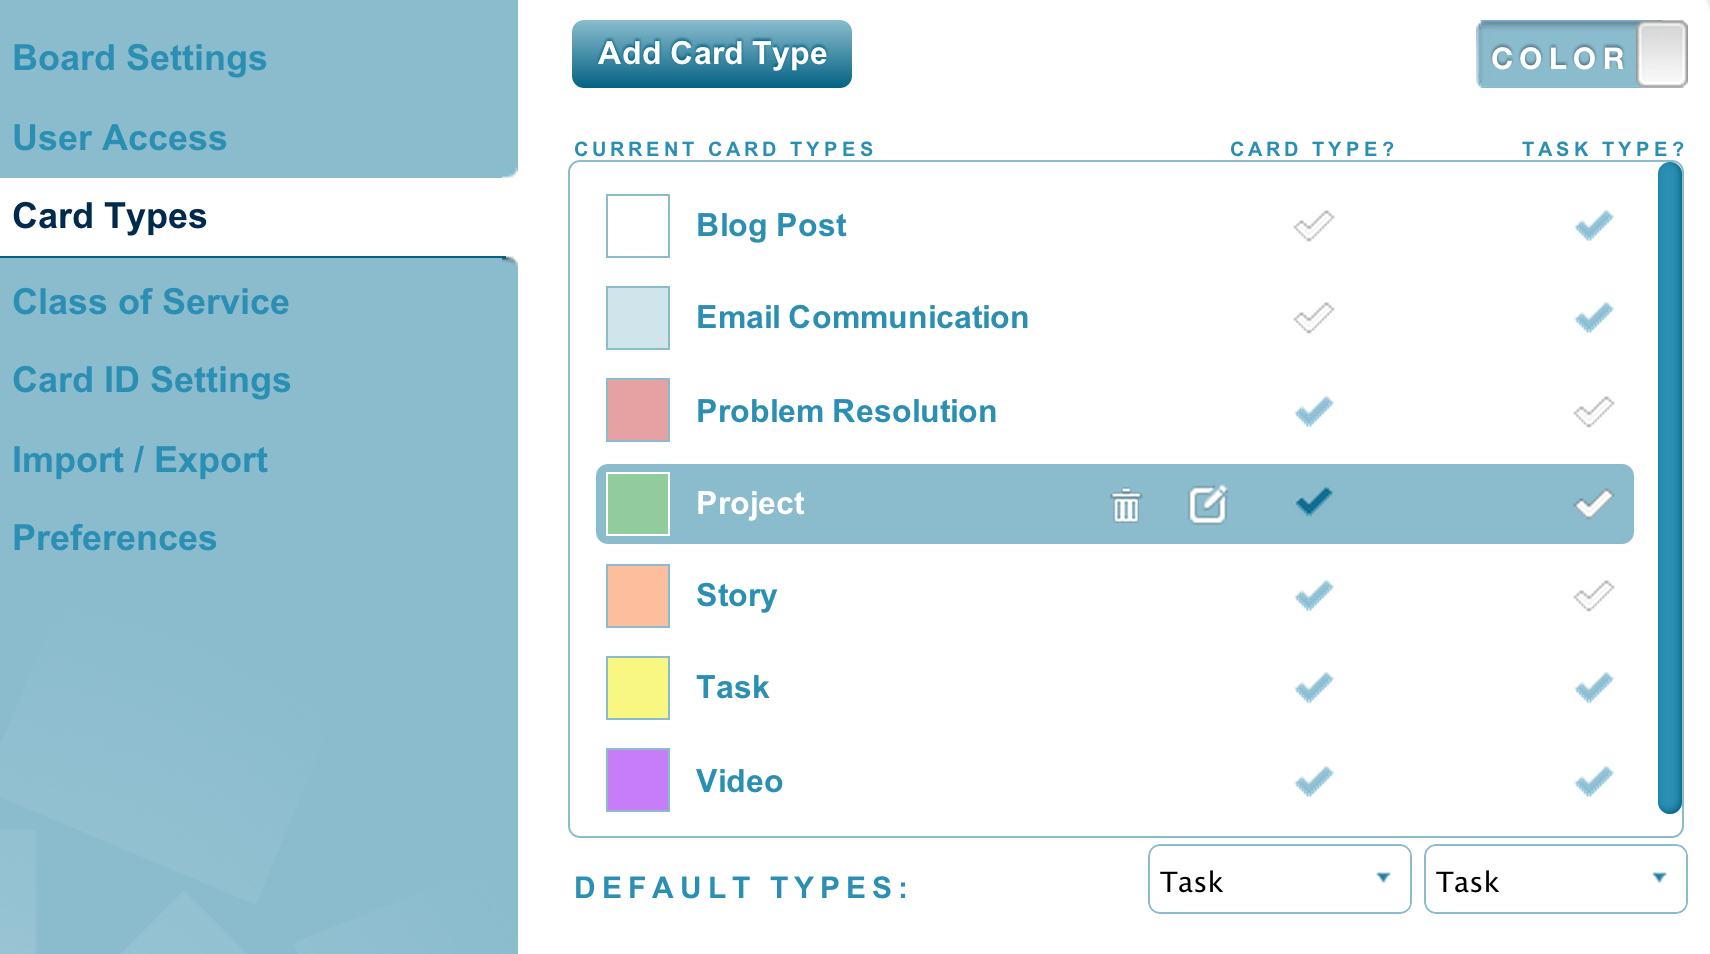 Board Settings
User Access
Card Types
Class of Service
Card ID Settings
Import / Export
Preferences
Add Card Type
COLOR
CURRENT CARD TYPES CARD TYPE? TASK TYPE?
Blog Post
Email Communication
Problem Resolution
Project
Story
Task
Video
DEFAULT TYPES: Task Task